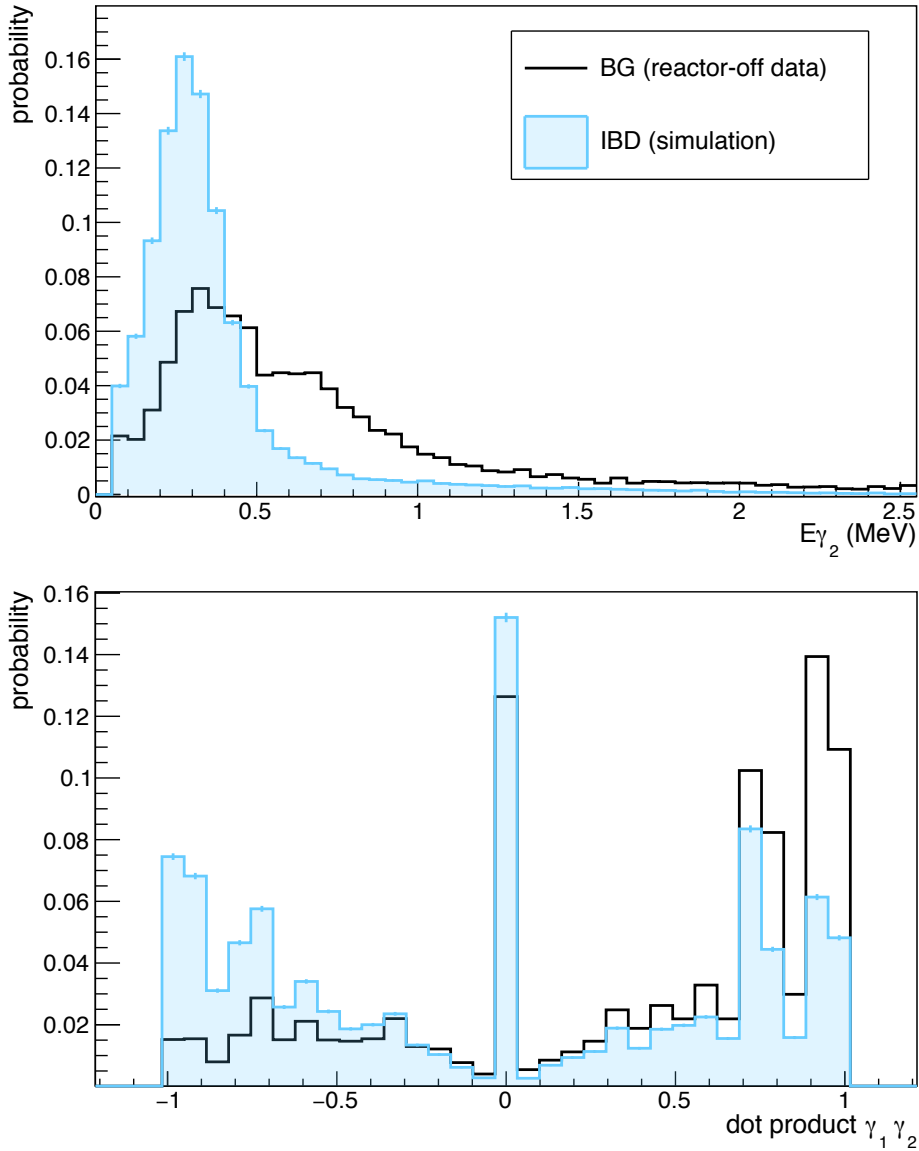 probability
0.16
0.14
0.12
0.1
0.08
0.06
0.04
0.02
0
BG (reactor-off data)
IBD (simulation)
0 0.5 1 1.5 2 2.5
Eγ2 (MeV)
probability
0.16
0.14
0.12
0.1
0.08
0.06
0.04
0.02
−1 −0.5 0 0.5 1
dot product γ1 γ2